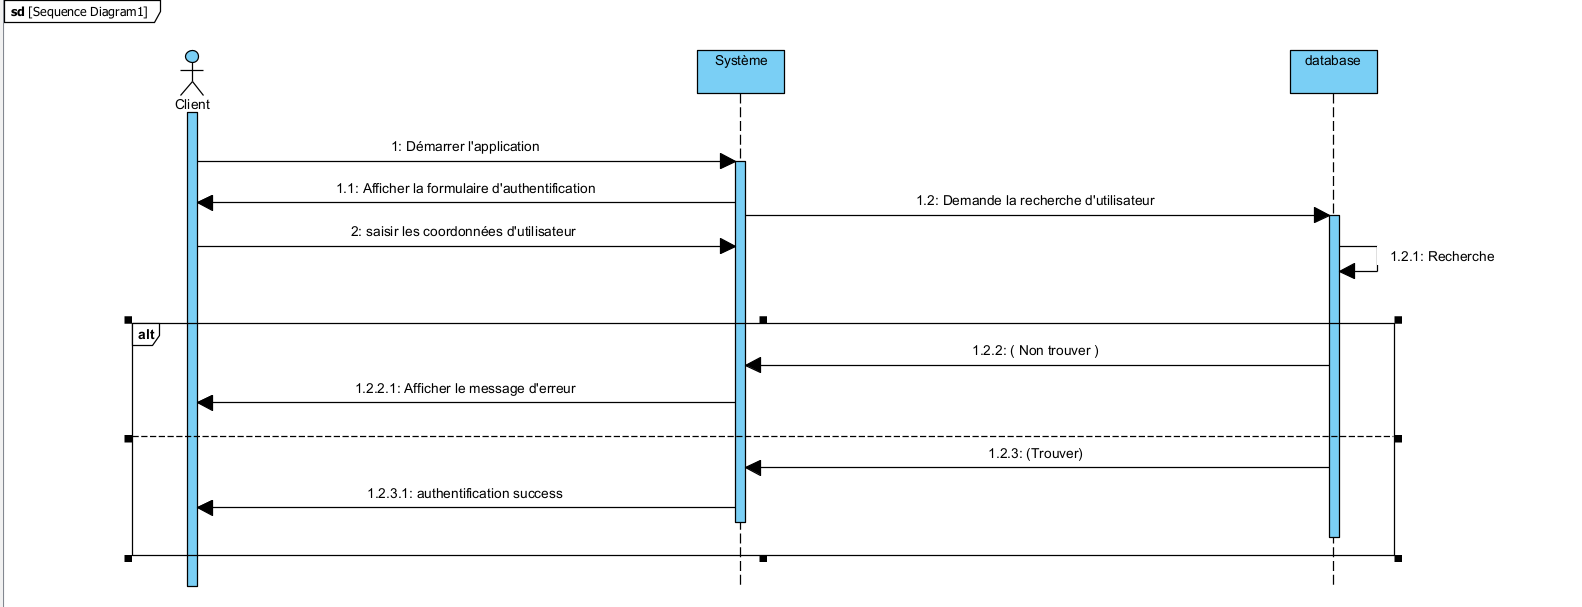 sd [Sequence Diagram1]
Client
Système
database
1: Démarrer l'application
1.1: Afficher la formulaire d'authentification
1.2: Demande la recherche d'utilisateur
2: saisir les coordonnées d'utilisateur
1.2.1: Recherche
alt
1.2.2: ( Non trouver )
1.2.2.1: Afficher le message d'erreur
1.2.3: (Trouver)
1.2.3.1: authentification success